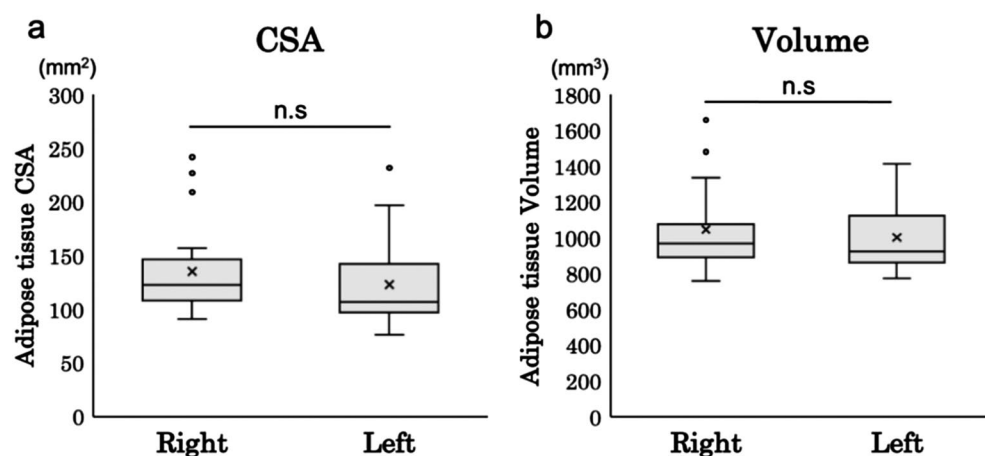 a
CSA
(mm²)
Adipose tissue CSA
300
250
200
150
100
50
0
n.s
Right
Left
b
Volume
(mm³)
Adipose tissue Volume
1800
1600
1400
1200
1000
800
600
400
200
0
n.s
Right
Left